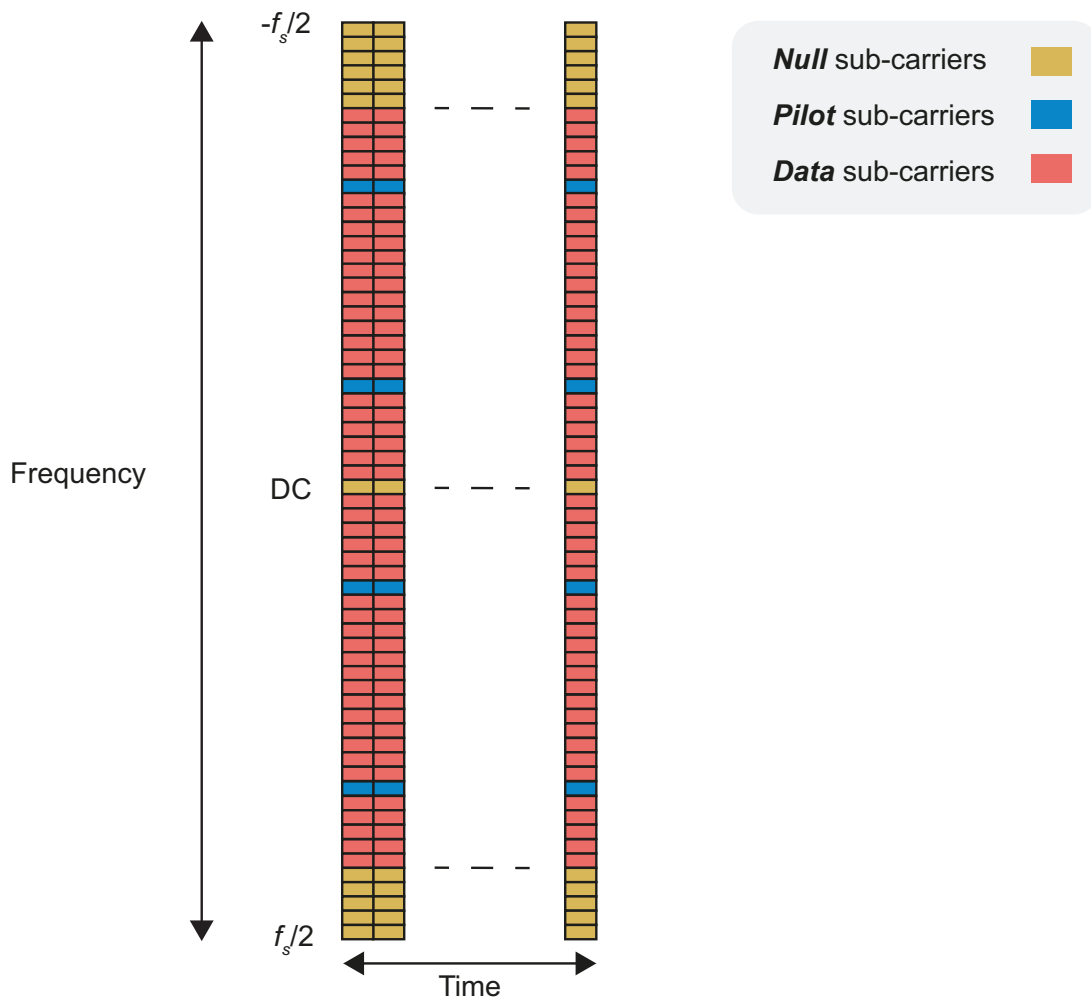 -fs/2
Null sub-carriers
Pilot sub-carriers
Data sub-carriers
Frequency
DC
fs/2
Time